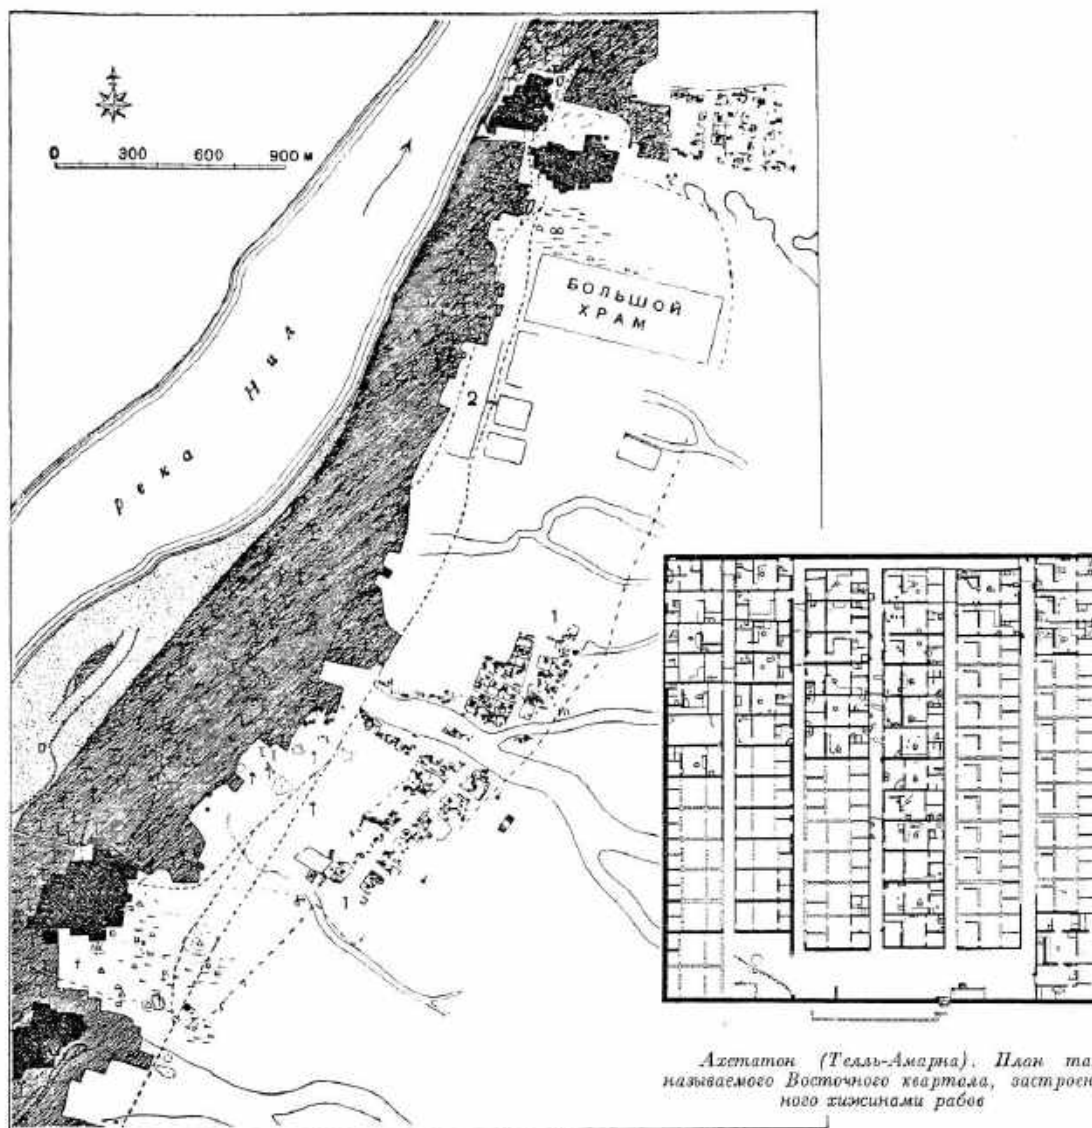 0 300 600 900 м
БОЛЬШОЙ
ХРАМ
река Нил
2
1
1
Ахетатон (Телль-Амарна). План та
называемого Восточного квартала, застроен
ного хижинами рабов